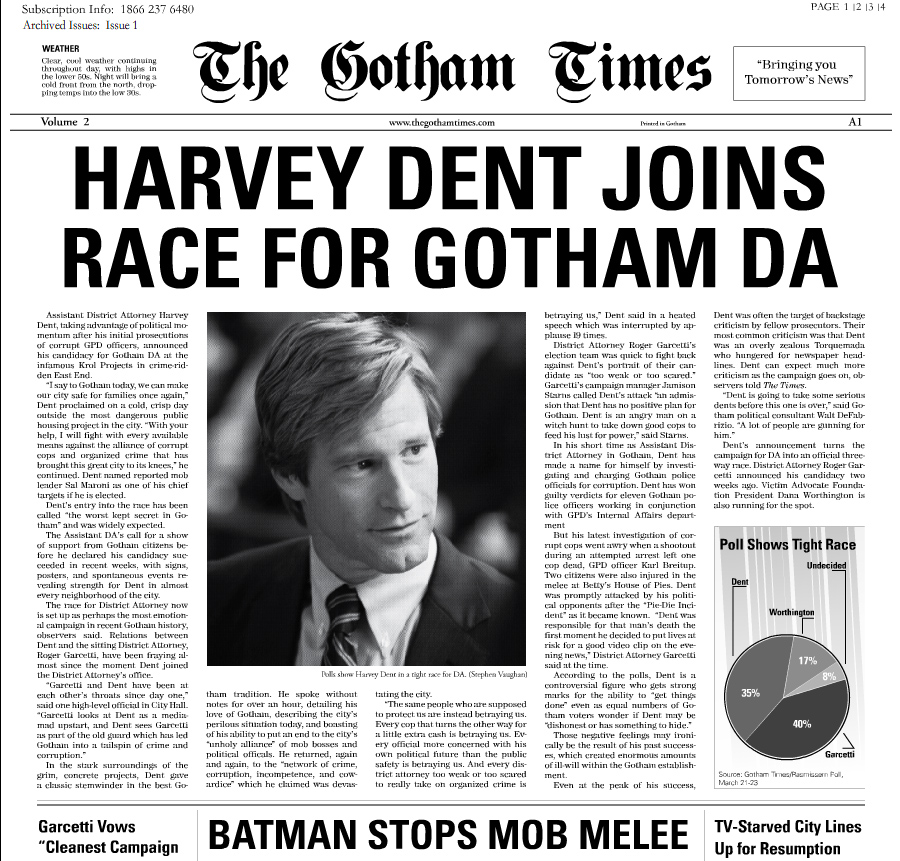 Subscription Info: 1866 237 6480
PAGE 1 |2 |3 |4
Archived Issues: Issue 1
WEATHER
Clear, cool weather continuing
throughout day, with highs in
the lower 50s. Night will bring a
cold front from the north, drop-
ping temps into the low 30s.
The Gotham Times
“Bringing you
Tomorrow’s News”
Volume 2
www.thegothamtimes.com
Printed in Gotham
A1
HARVEY DENT JOINS
RACE FOR GOTHAM DA
Assistant District Attorney Harvey
Dent, taking advantage of political mo-
mentum after his initial prosecutions
of corrupt GPD officers, announced
his candidacy for Gotham DA at the
infamous Krol Projects in crime-rid-
den East End.
“I say to Gotham today, we can make
our city safe for families once again,”
Dent proclaimed on a cold, crisp day
outside the most dangerous public
housing project in the city. “With your
help, I will fight with every available
means against the alliance of corrupt
cops and organized crime that has
brought this great city to its knees,” he
continued. Dent named reported mob
leader Sal Maroni as one of his chief
targets if he is elected.
Dent’s entry into the race has been
called “the worst kept secret in Go-
tham” and was widely expected.
The Assistant DA’s call for a show
of support from Gotham citizens be-
fore he declared his candidacy suc-
ceeded in recent weeks, with signs,
posters, and spontaneous events re-
vealing strength for Dent in almost
every neighborhood of the city.
The race for District Attorney now
is set up as perhaps the most emotion-
al campaign in recent Gotham history,
observers said. Relations between
Dent and the sitting District Attorney,
Roger Garcetti, have been fraying al-
most since the moment Dent joined
the District Attorney’s office.
“Garcetti and Dent have been at
each other’s throats since day one,”
said one high-level official in City Hall.
“Garcetti looks at Dent as a media-
mad upstart, and Dent sees Garcetti
as part of the old guard which has led
Gotham into a tailspin of crime and
corruption.”
In the stark surroundings of the
grim, concrete projects, Dent gave
a classic stemwinder in the best Go-
Polls show Harvey Dent in a tight race for DA. (Stephen Vaughan)
tham tradition. He spoke without
notes for over an hour, detailing his
love of Gotham, describing the city’s
perilous situation today, and boasting
of his ability to put an end to the city’s
“unholy alliance” of mob bosses and
political officals. He returned, again
and again, to the “network of crime,
corruption, incompetence, and cow-
ardice” which he claimed was devas-
tating the city.
“The same people who are supposed
to protect us are instead betraying us.
Every cop that turns the other way for
a little extra cash is betraying us. Ev-
ery official more concerned with his
own political future than the public
safety is betraying us. And every dis-
trict attorney too weak or too scared
to really take on organized crime is
betraying us,” Dent said in a heated
speech which was interrupted by ap-
plause 19 times.
District Attorney Roger Garcetti’s
election team was quick to fight back
against Dent’s portrait of their can-
didate as “too weak or too scared.”
Garcetti’s campaign manager Jamison
Starns called Dent’s attack “an admis-
sion that Dent has no positive plan for
Gotham. Dent is an angry man on a
witch hunt to take down good cops to
feed his lust for power,” said Starns.
In his short time as Assistant Dis-
trict Attorney in Gotham, Dent has
made a name for himself by investi-
gating and charging Gotham police
officials for corruption. Dent has won
guilty verdicts for eleven Gotham po-
lice officers working in conjunction
with GPD’s Internal Affairs depart-
ment
But his latest investigation of cor-
rupt cops went awry when a shootout
during an attempted arrest left one
cop dead, GPD officer Karl Breitup.
Two citizens were also injured in the
melee at Betty’s House of Pies. Dent
was promptly attacked by his politi-
cal opponents after the “Pie-Die Inci-
dent” as it became known. “Dent was
responsible for that man’s death the
first moment he decided to put lives at
risk for a good video clip on the eve-
ning news,” District Attorney Garcetti
said at the time.
According to the polls, Dent is a
controversial figure who gets strong
marks for the ability to “get things
done” even as equal numbers of Go-
tham voters wonder if Dent may be
“dishonest or has something to hide.”
Those negative feelings may ironi-
cally be the result of his past success-
es, which created enormous amounts
of ill-will within the Gotham establish-
ment.
Even at the peak of his success,
Dent was often the target of backstage
criticism by fellow prosecutors. Their
most common criticism was that Dent
was an overly zealous Torquemada
who hungered for newspaper head-
lines. Dent can expect much more
criticism as the campaign goes on, ob-
servers told The Times.
“Dent is going to take some serious
dents before this one is over,” said Go-
tham political consultant Walt DeFab-
rizio. “A lot of people are gunning for
him.”
Dent’s announcement turns the
campaign for DA into an official three-
way race. District Attorney Roger Gar-
cetti announced his candidacy two
weeks ago. Victim Advocate Founda-
tion President Dana Worthington is
also running for the spot.
Poll Shows Tight Race
Undecided
Dent
Worthington
17%
8%
35%
40%
Garcetti
Source: Gotham Times/Rasmissem Poll,
March 21-23
Garcetti Vows
“Cleanest Campaign
BATMAN STOPS MOB MELEE
TV-Starved City Lines
Up for Resumption